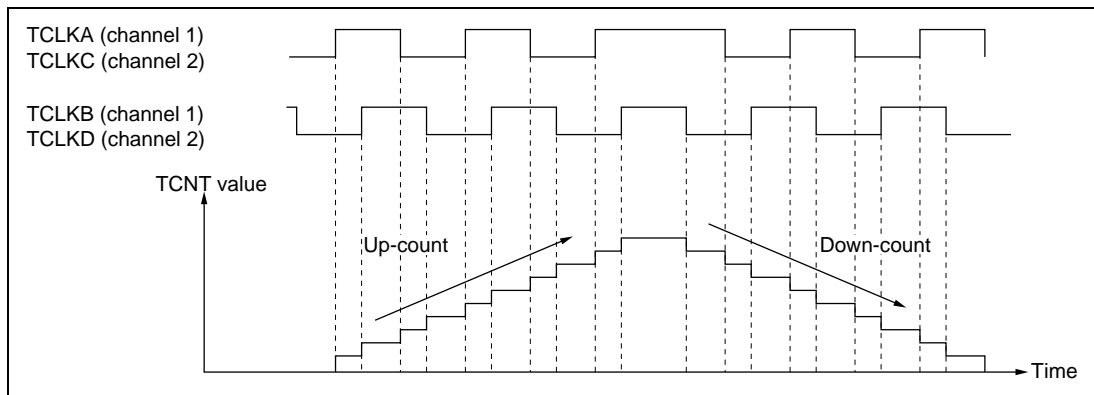 TCLKA (channel 1)
TCLKC (channel 2)
TCLKB (channel 1)
TCLKD (channel 2)
TCNT value
Up-count
Down-count
Time